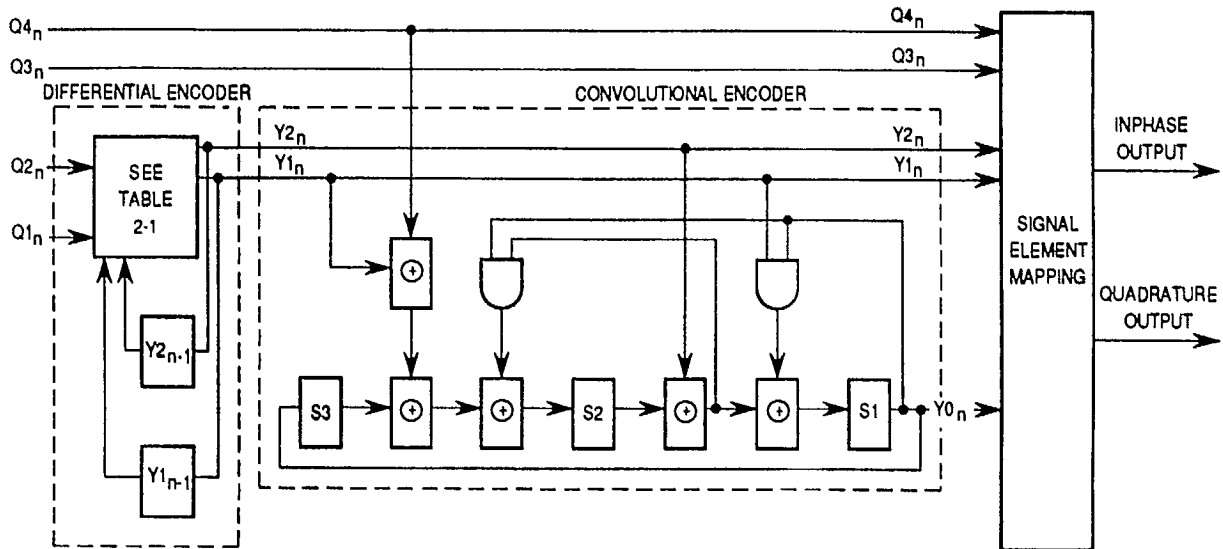 Q4n
Q4n
Q3n
Q3n
DIFFERENTIAL ENCODER
CONVOLUTIONAL ENCODER
Y2n
Y2n
Q2n
SEE
TABLE
2-1
Y1n
Y1n
Q1n
INPHASE
OUTPUT
SIGNAL
ELEMENT
MAPPING
QUADRATURE
OUTPUT
Y2n-1
S3
S2
S1
Y0n
Y1n-1